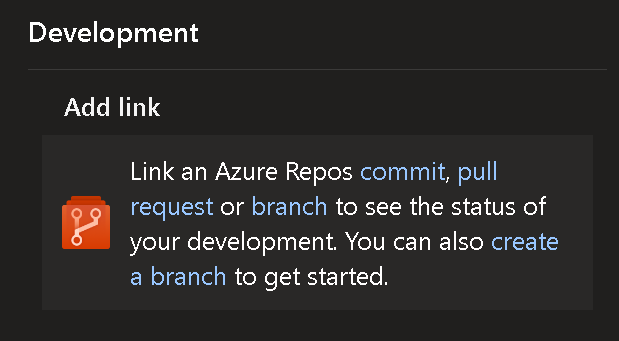 Development
Add link
Link an Azure Repos commit, pull
request or branch to see the status of
your development. You can also create
a branch to get started.